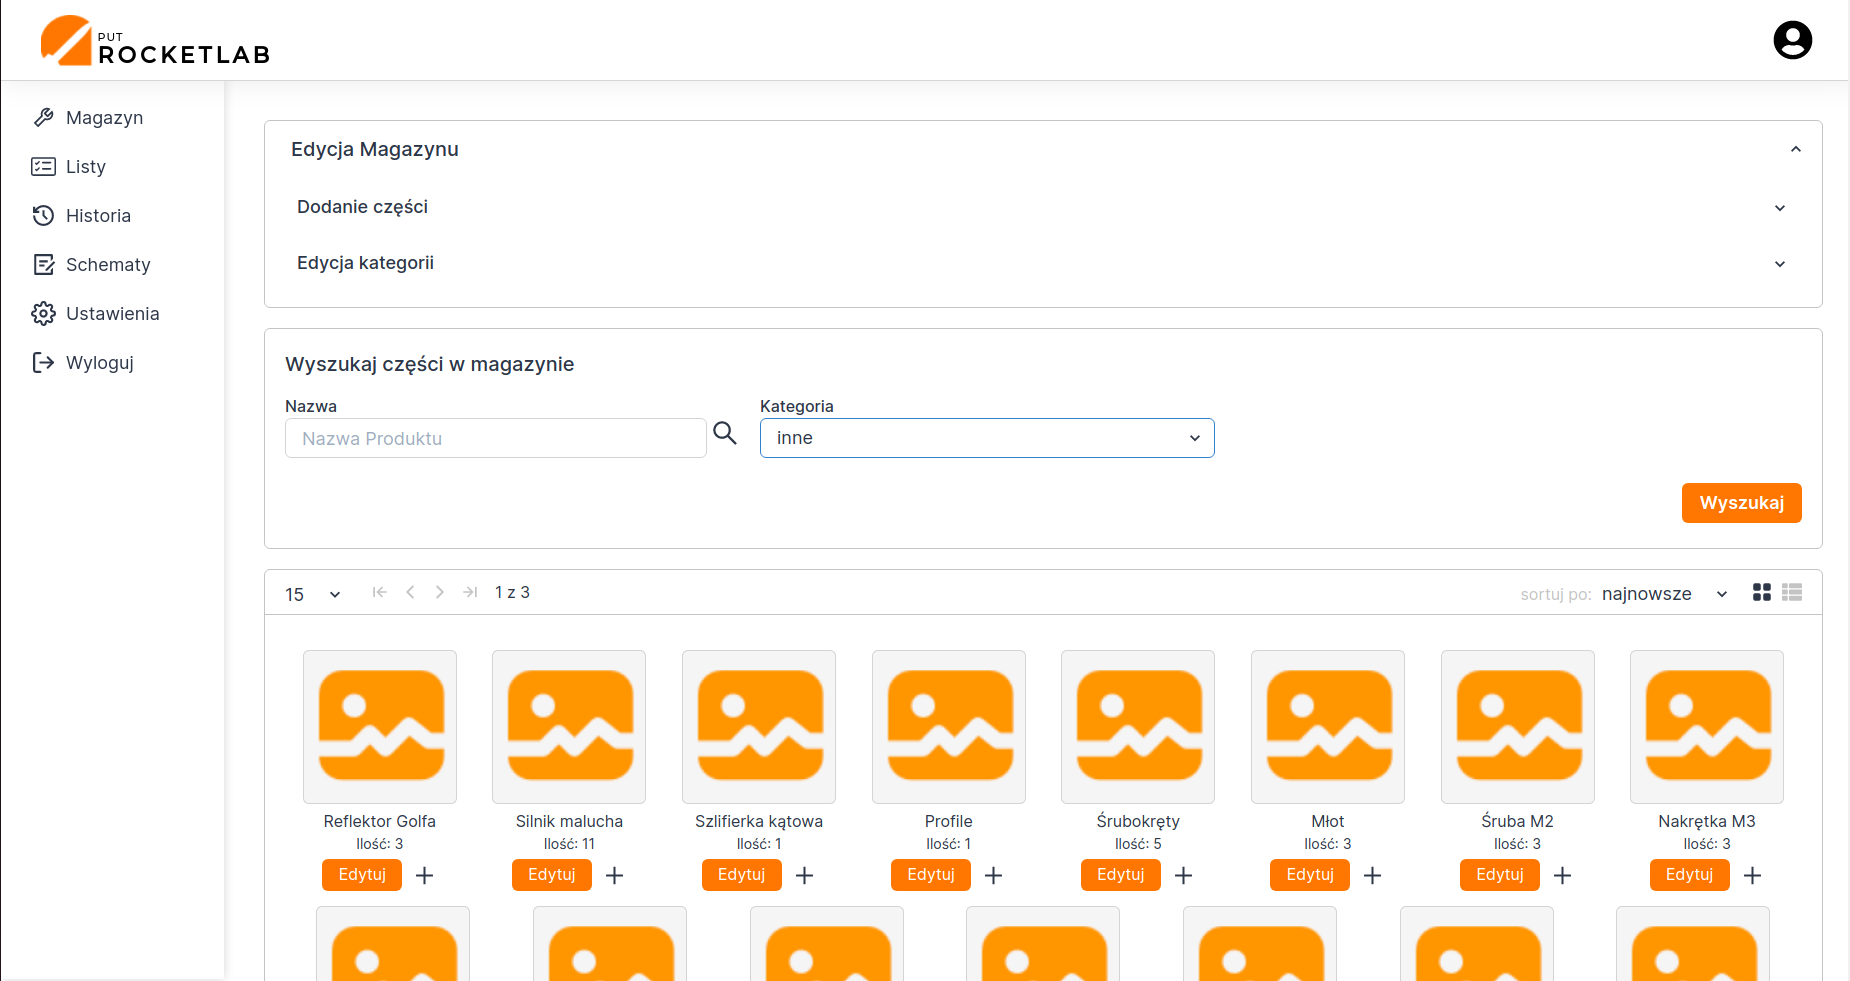 PUT
ROCKETLAB
Magazyn
Listy
Historia
Schematy
Ustawienia
Wyloguj
Edycja Magazynu
Dodanie części
Edycja kategorii
Wyszukaj części w magazynie
Nazwa
Kategoria
Nazwa Produktu
inne
Wyszukaj
15
1 z 3
sortuj po: najnowsze
Reflektor Golfa
Silnik malucha
Szlifierka kątowa
Profile
Śrubokręty
Młot
Śruba M2
Nakrętka M3
Ilość: 3
Ilość: 11
Ilość: 1
Ilość: 1
Ilość: 5
Ilość: 3
Ilość: 3
Ilość: 3
Edytuj
Edytuj
Edytuj
Edytuj
Edytuj
Edytuj
Edytuj
Edytuj